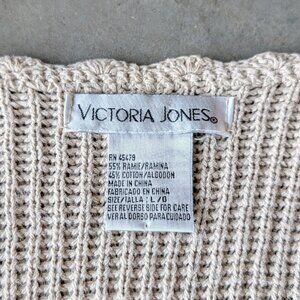 VICTORIA JONES®
RN 45479
55% RAMIE/RAMINA
45% COTTON/ALGODON
MADE IN CHINA
FABRICADO EN CHINA
SIZE/TALLA : L/G
SEE REVERSE SIDE FOR CARE
VER AL DORSO PARA CUIDADO